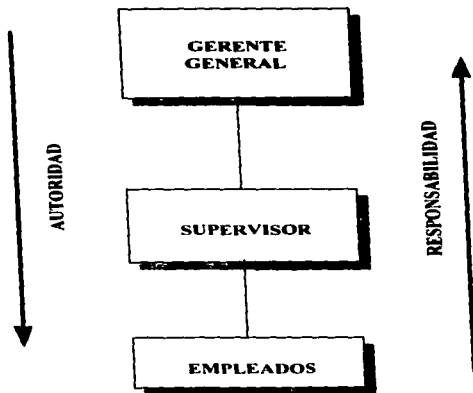 GERENTE
GENERAL
AUTORIDAD
RESPONSABILIDAD
SUPERVISOR
EMPLEADOS